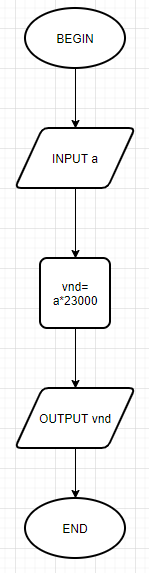 BEGIN
INPUT a
vnd=
a*23000
OUTPUT vnd
END